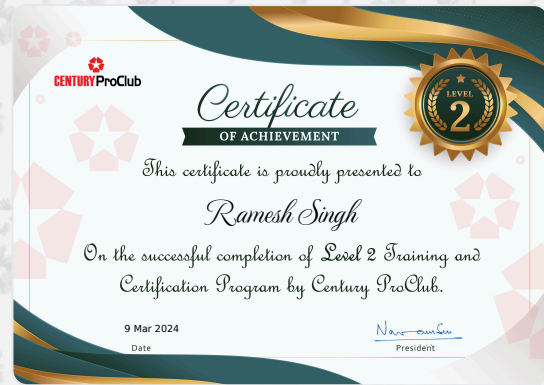 CENTURY ProClub
LEVEL
2
Certificate
OF ACHIEVEMENT
This certificate is proudly presented to
Ramesh Singh
On the successful completion of Level 2 Training and
Certification Program by Century ProClub.
9 Mar 2024
Date
President